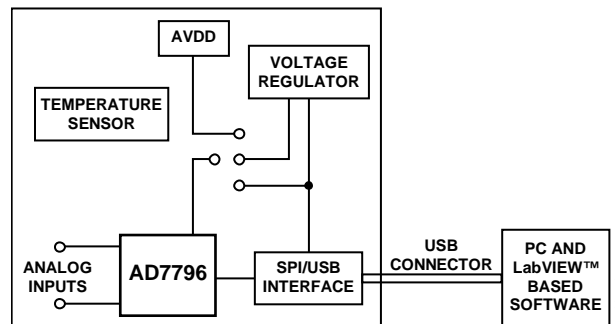 AVDD
VOLTAGE
REGULATOR
TEMPERATURE
SENSOR
ANALOG
INPUTS
AD7796
SPI/USB
INTERFACE
USB
CONNECTOR
PC AND
LabVIEW™
BASED
SOFTWARE